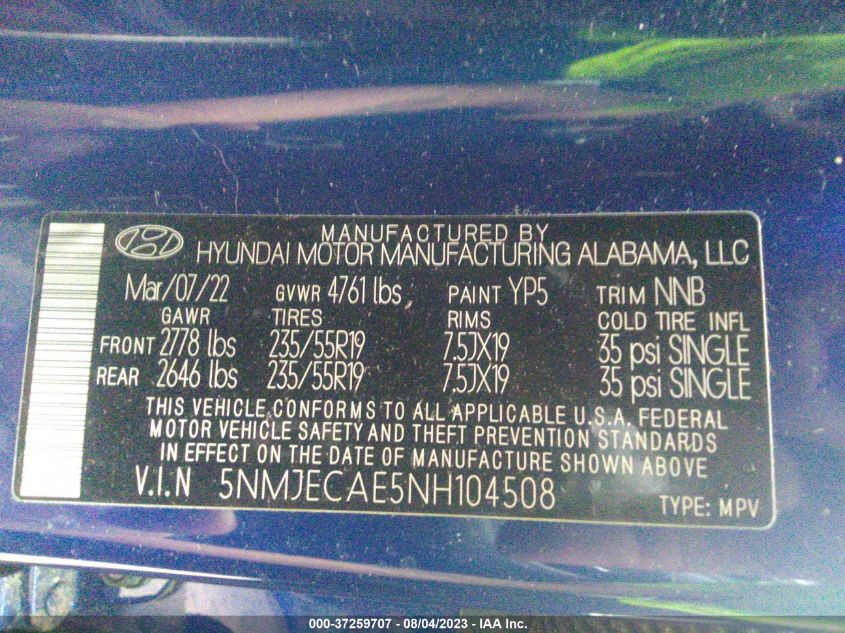 MANUFACTURED BY
HYUNDAI MOTOR MANUFACTURING ALABAMA, LLC
Mar/07/22 GVWR 4761 lbs PAINT YP5 TRIM NNB
GAWR TIRES RIMS COLD TIRE INFL
FRONT 2778 lbs 235/55R19 7.5JX19 35 psi SINGLE
REAR 2646 lbs 235/55R19 7.5JX19 35 psi SINGLE
THIS VEHICLE CONFORMS TO ALL APPLICABLE U.S.A. FEDERAL
MOTOR VEHICLE SAFETY AND THEFT PREVENTION STANDARDS
IN EFFECT ON THE DATE OF MANUFACTURE SHOWN ABOVE
V.I.N 5NMJECAE5NH104508
TYPE: MPV
000-37259707 - 08/04/2023 - IAA Inc.